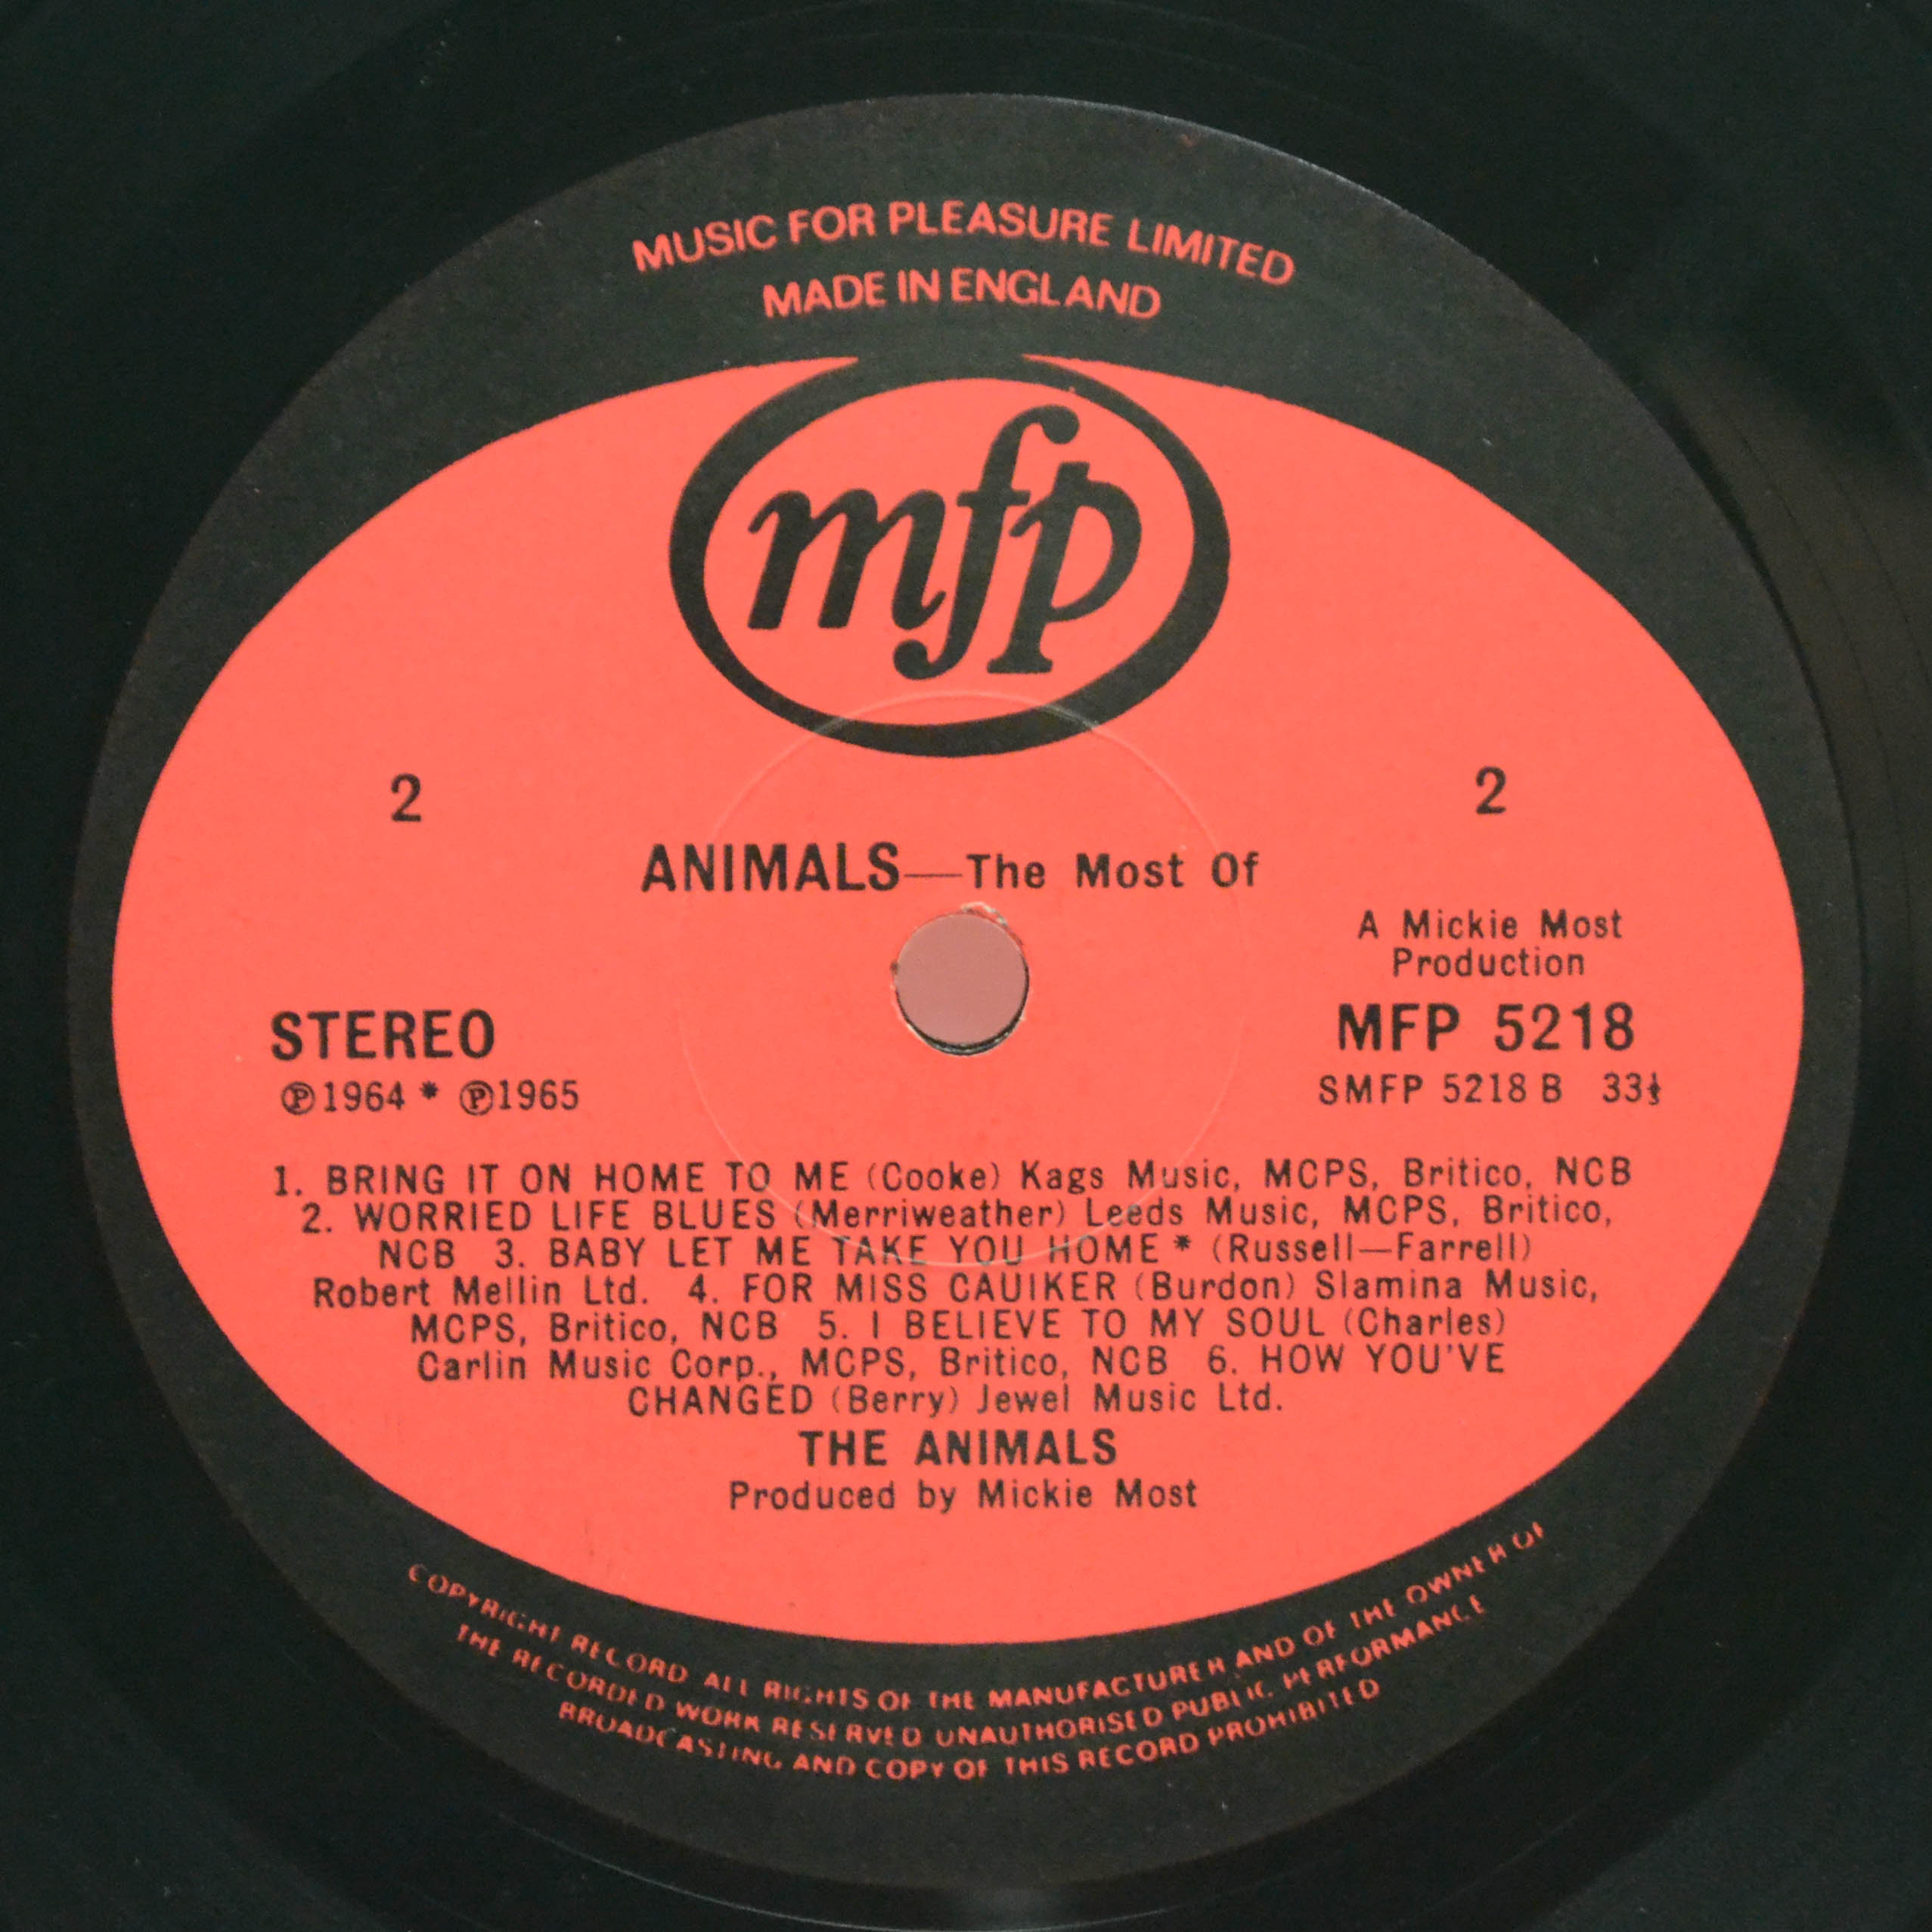 MUSIC FOR PLEASURE LIMITED
MADE IN ENGLAND
mfp
2
2
ANIMALS—The Most Of
A Mickie Most
Production
STEREO
MFP 5218
℗1964 * ℗1965
SMFP 5218 B 33⅓
1. BRING IT ON HOME TO ME (Cooke) Kags Music, MCPS, Britico, NCB
2. WORRIED LIFE BLUES (Merriweather) Leeds Music, MCPS, Britico,
NCB 3. BABY LET ME TAKE YOU HOME* (Russell—Farrell)
Robert Mellin Ltd. 4. FOR MISS CAUIKER (Burdon) Slamina Music,
MCPS, Britico, NCB 5. I BELIEVE TO MY SOUL (Charles)
Carlin Music Corp., MCPS, Britico, NCB 6. HOW YOU'VE
CHANGED (Berry) Jewel Music Ltd.
THE ANIMALS
Produced by Mickie Most
COPYRIGHT RECORD ALL RIGHTS OF THE MANUFACTURER AND OF THE OWNER OF
THE RECORDED WORK RESERVED UNAUTHORISED PUBLIC PERFORMANCE
BROADCASTING AND COPY OF THIS RECORD PROHIBITED